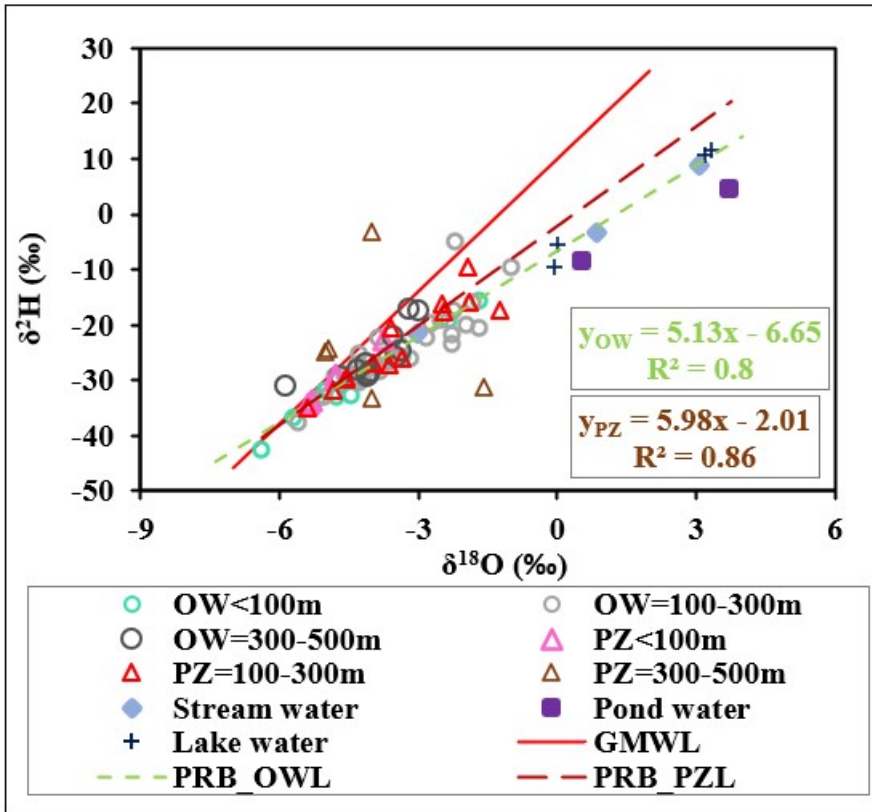 30
20
10
0
-10
-20
-30
-40
-50
δ²H (‰)
y_OW = 5.13x - 6.65
R² = 0.8
y_PZ = 5.98x - 2.01
R² = 0.86
-9 -6 -3 0 3 6
δ¹⁸O (‰)
OW<100m OW=100-300m
OW=300-500m PZ<100m
PZ=100-300m PZ=300-500m
Stream water Pond water
Lake water GMWL
PRB_OWL PRB_PZL